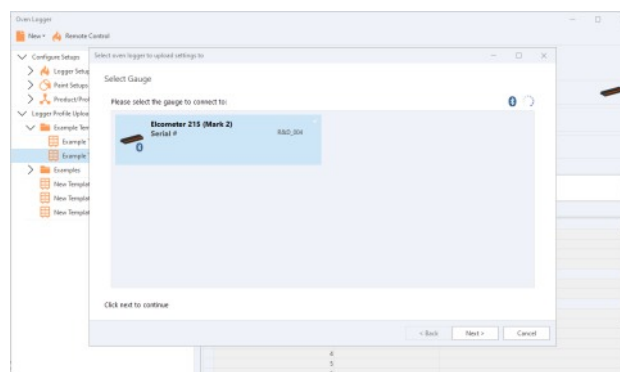 Oven Logger
New
Remote Control
Configure Setups
Logger Setup
Paint Setups
Product/Prof
Logger Profile Uploa
Example Tem
Example
Example
Examples
New Templat
New Templat
New Templat
Select oven logger to upload settings to
Select Gauge
Please select the gauge to connect to:
Elcometer 215 (Mark 2)
Serial #
R&D_004
Click next to continue
< Back
Next >
Cancel
4
5